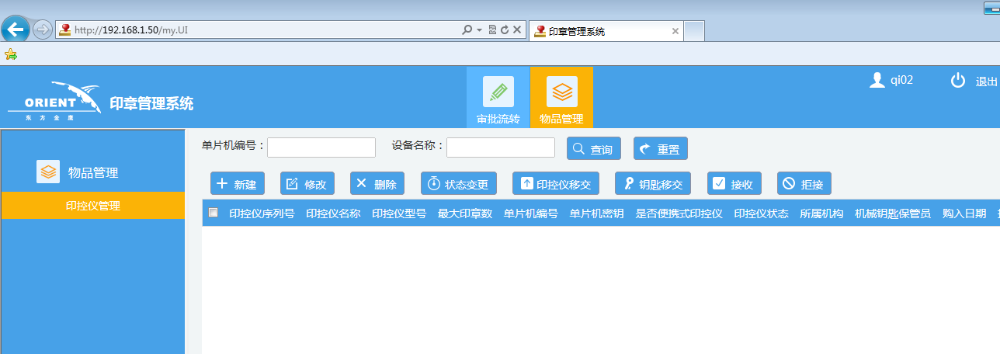 http://192.168.1.50/my.UI
印章管理系统
ORIENT
东方金度
印章管理系统
审批流转
物品管理
qi02
退出
物品管理
印控仪管理
单片机编号：
设备名称：
查询
重置
新建
修改
删除
状态变更
印控仪移交
钥匙移交
接收
拒接
印控仪序列号 印控仪名称 印控仪型号 最大印章数 单片机编号 单片机密钥 是否便携式印控仪 印控仪状态 所属机构 机械钥匙保管员 购入日期